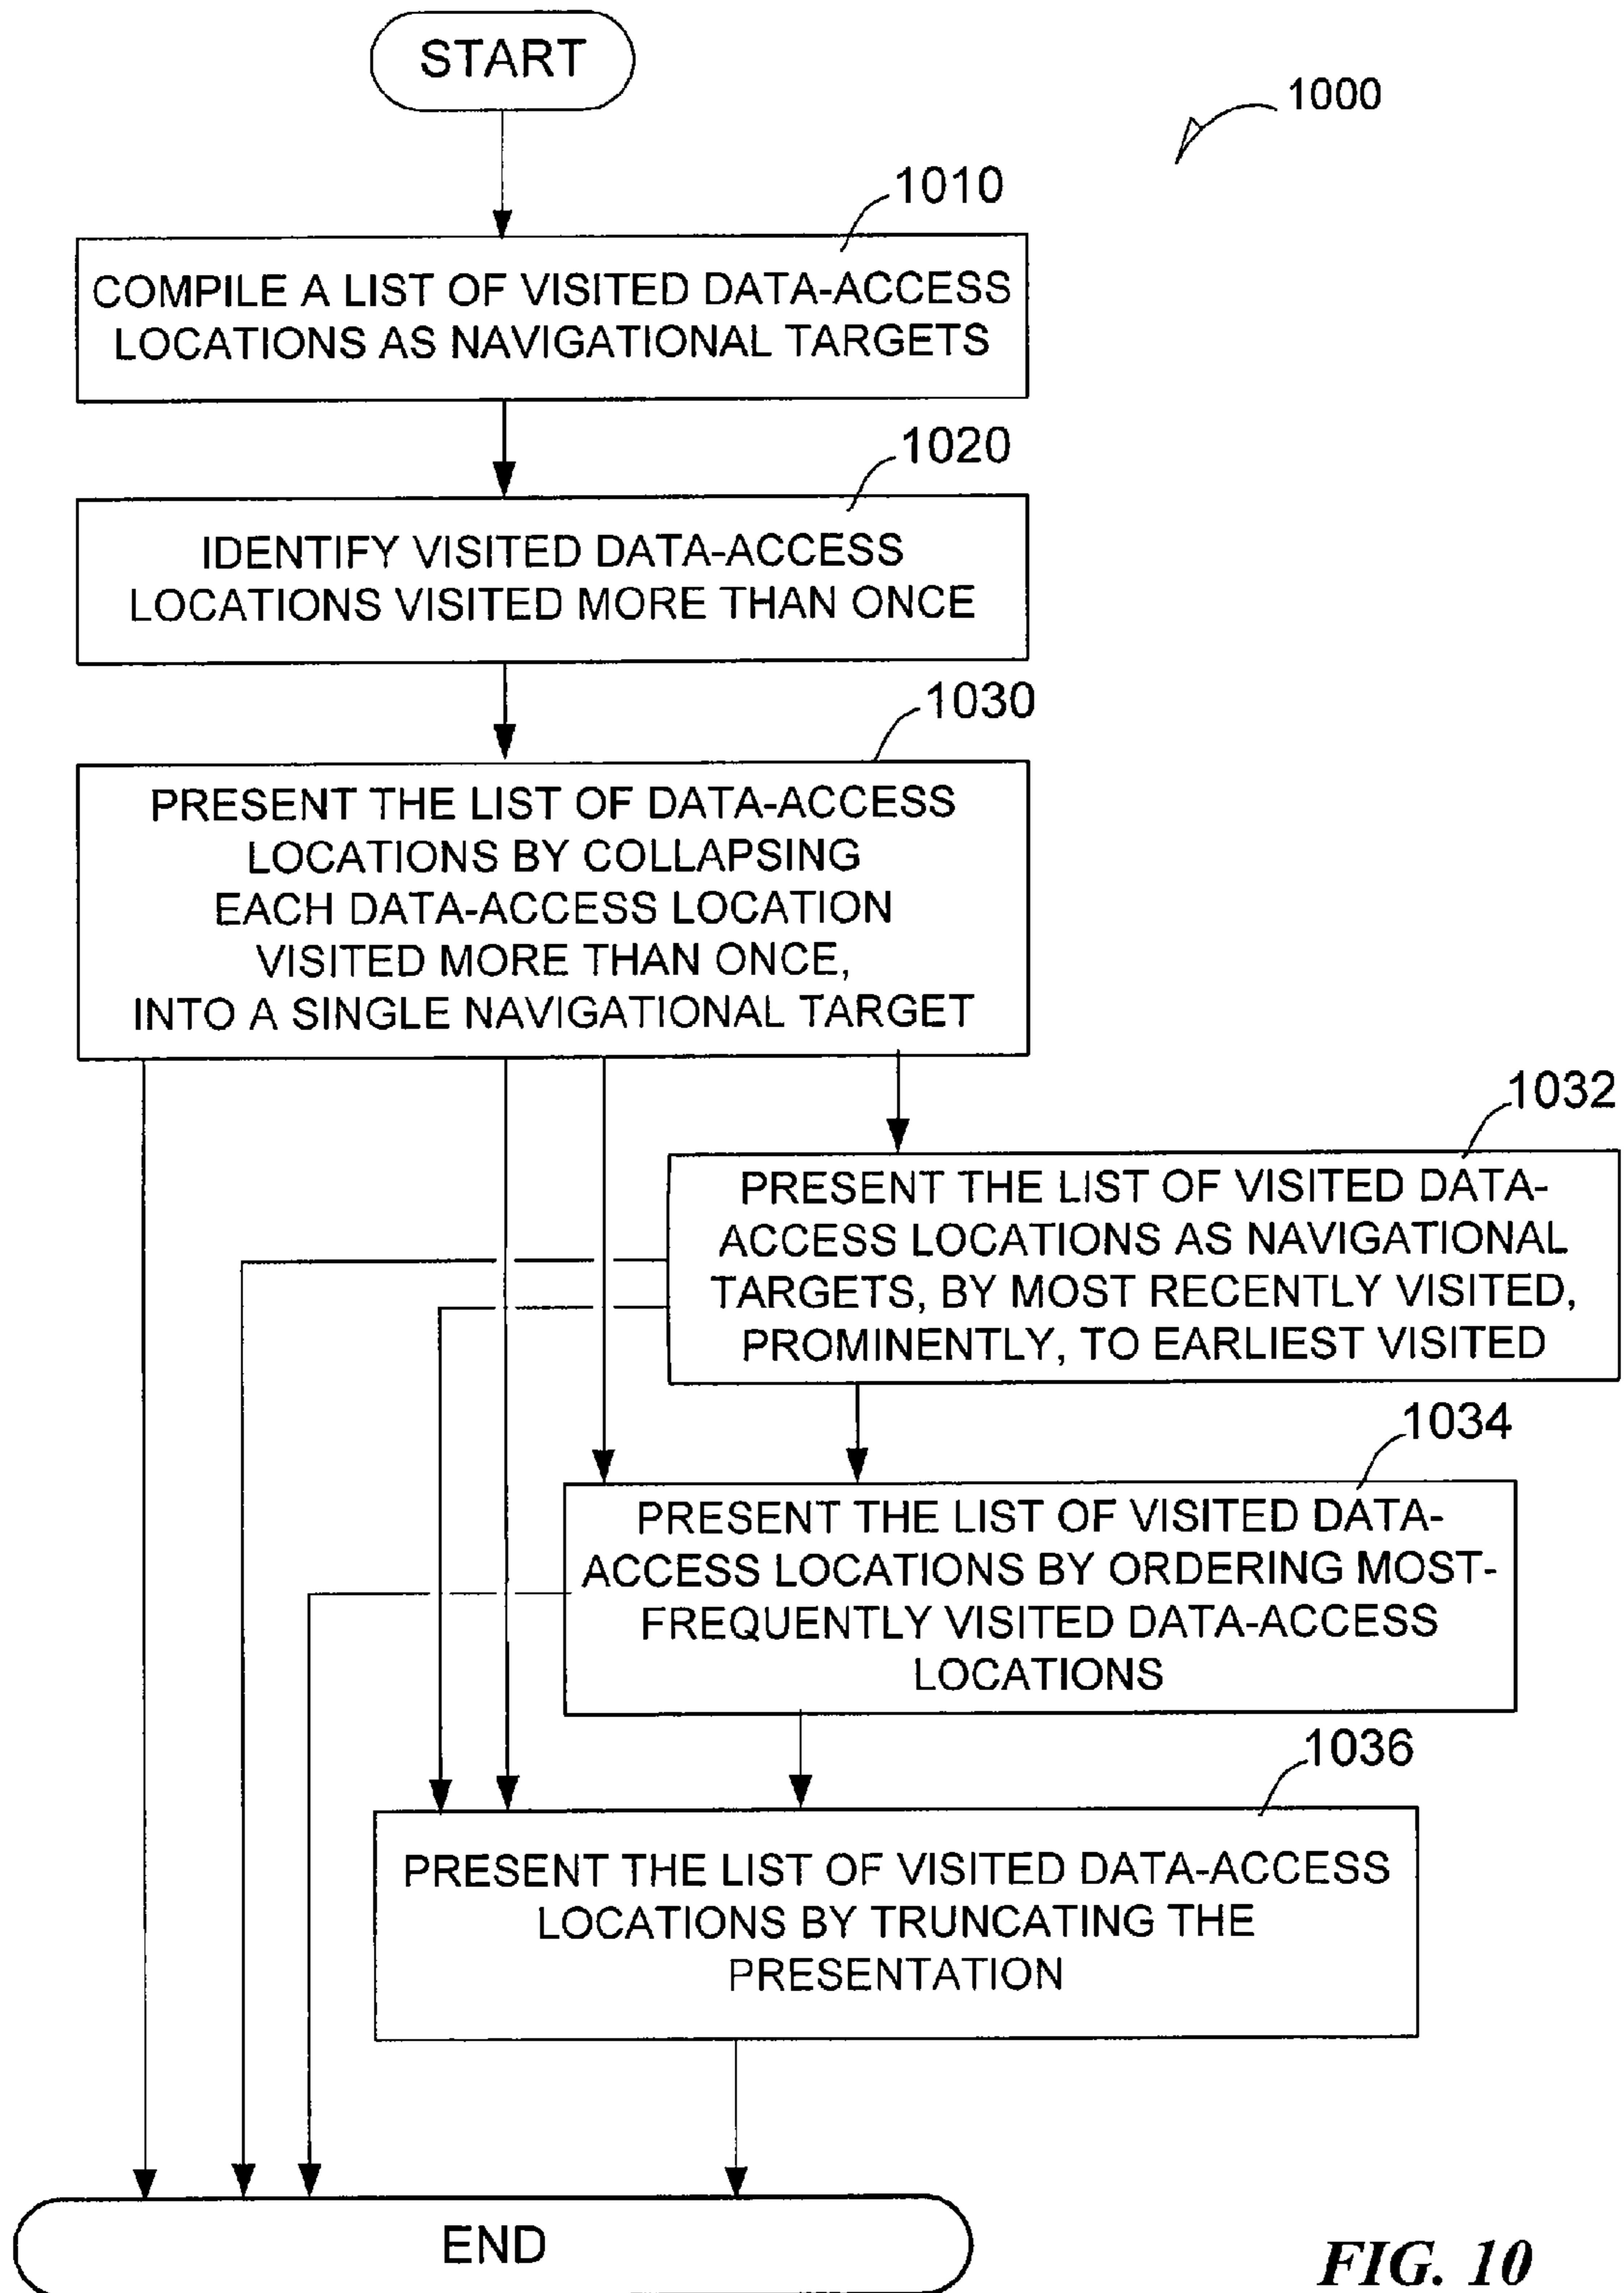 START
1000
1010
COMPILE A LIST OF VISITED DATA-ACCESS
LOCATIONS AS NAVIGATIONAL TARGETS
1020
IDENTIFY VISITED DATA-ACCESS
LOCATIONS VISITED MORE THAN ONCE
1030
PRESENT THE LIST OF DATA-ACCESS
LOCATIONS BY COLLAPSING
EACH DATA-ACCESS LOCATION
VISITED MORE THAN ONCE,
INTO A SINGLE NAVIGATIONAL TARGET
1032
PRESENT THE LIST OF VISITED DATA-
ACCESS LOCATIONS AS NAVIGATIONAL
TARGETS, BY MOST RECENTLY VISITED,
PROMINENTLY, TO EARLIEST VISITED
1034
PRESENT THE LIST OF VISITED DATA-
ACCESS LOCATIONS BY ORDERING MOST-
FREQUENTLY VISITED DATA-ACCESS
LOCATIONS
1036
PRESENT THE LIST OF VISITED DATA-ACCESS
LOCATIONS BY TRUNCATING THE
PRESENTATION
END
FIG. 10